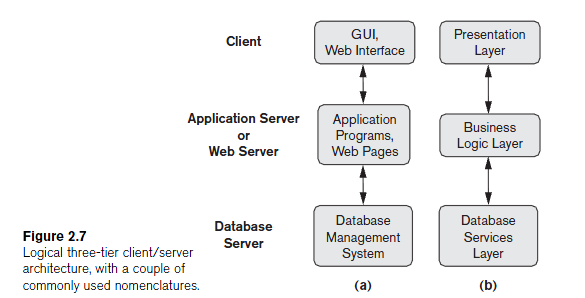 Client
GUI,
Web Interface
Presentation
Layer
Application Server
or
Web Server
Application
Programs,
Web Pages
Business
Logic Layer
Database
Server
Database
Management
System
Database
Services
Layer
Figure 2.7
Logical three-tier client/server
architecture, with a couple of
commonly used nomenclatures.
(a)
(b)